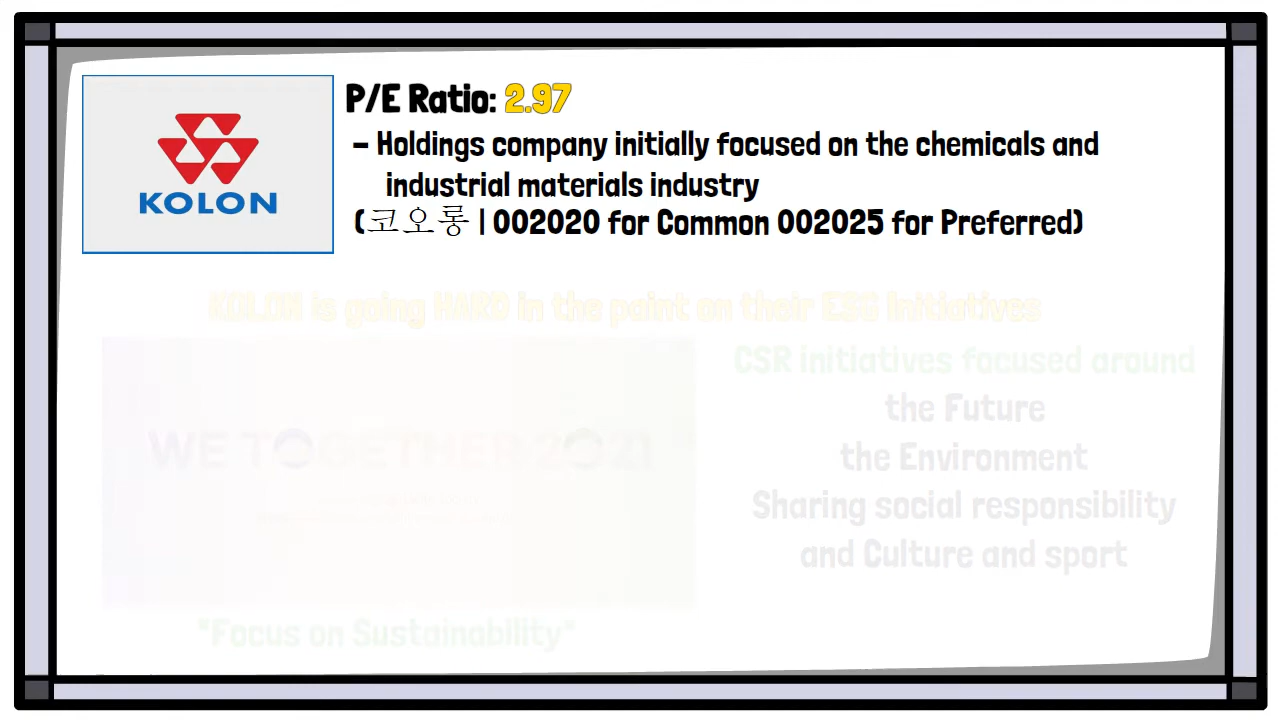 P/E Ratio: 2.97
– Holdings company initially focused on the chemicals and
industrial materials industry
(코오롱 | 002020 for Common 002025 for Preferred)
KOLON
KOLON is going HARD in the paint on their ESG Initiatives
CSR initiatives focused around
the Future
the Environment
Sharing social responsibility
and Culture and sport
WE TOGETHER 2021
"Focus on Sustainability"